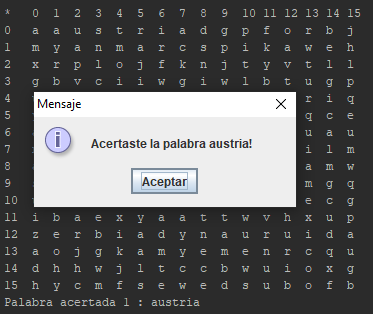 * 0 1 2 3 4 5 6 7 8 9 10 11 12 13 14 15
0 a a u s t r i a d g p f o r b j
1 m y a n m a r c s p i k a w e h
2 x r p l o j f k n j t y v t l l
3 g b v c i i w g i w l b t u g p
4 r i q
Mensaje
5 q c e
6 u a u
Acertaste la palabra austria!
7 i l m
8 a m w
Aceptar
9 m g q
10 e c g
11 i b a e x y a a t t w v h x u p
12 z e r b i a d y n a u r u i d a
13 a o j g k a m y e m e n r c q u
14 d h h w j l t c c b w u i o x g
15 h y c m f s e w e d s u b o f b
Palabra acertada 1 : austria